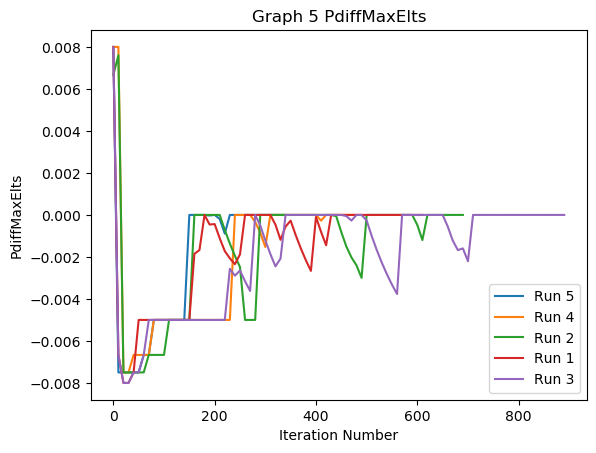 Graph 5 PdiffMaxElts
PdiffMaxElts
0.008
0.006
0.004
0.002
0.000
−0.002
−0.004
−0.006
−0.008
0
200
400
600
800
Iteration Number
Run 5
Run 4
Run 2
Run 1
Run 3